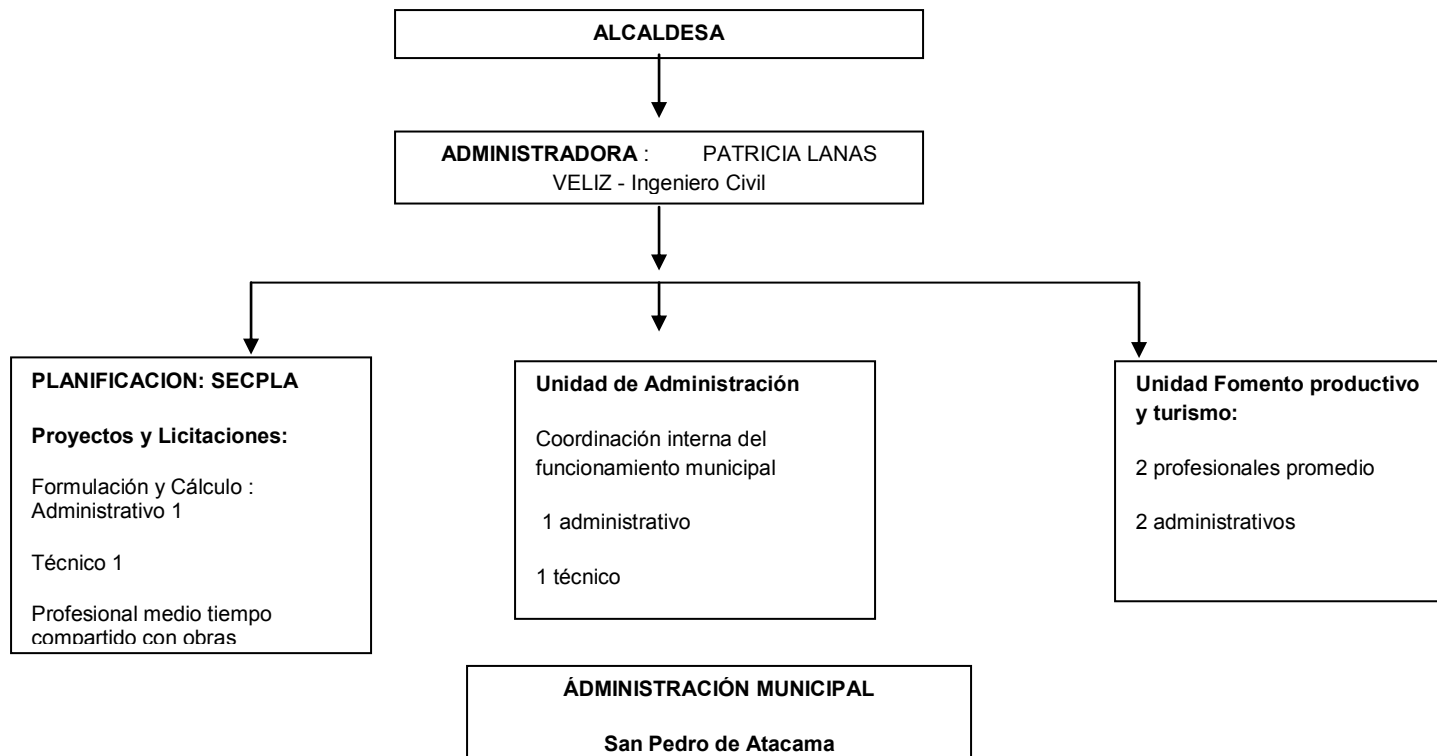 ALCALDESA
ADMINISTRADORA : PATRICIA LANAS
VELIZ - Ingeniero Civil
PLANIFICACION: SECPLA
Proyectos y Licitaciones:
Formulación y Cálculo :
Administrativo 1
Técnico 1
Profesional medio tiempo
compartido con obras
Unidad de Administración
Coordinación interna del
funcionamiento municipal
1 administrativo
1 técnico
Unidad Fomento productivo
y turismo:
2 profesionales promedio
2 administrativos
ÁDMINISTRACIÓN MUNICIPAL
San Pedro de Atacama